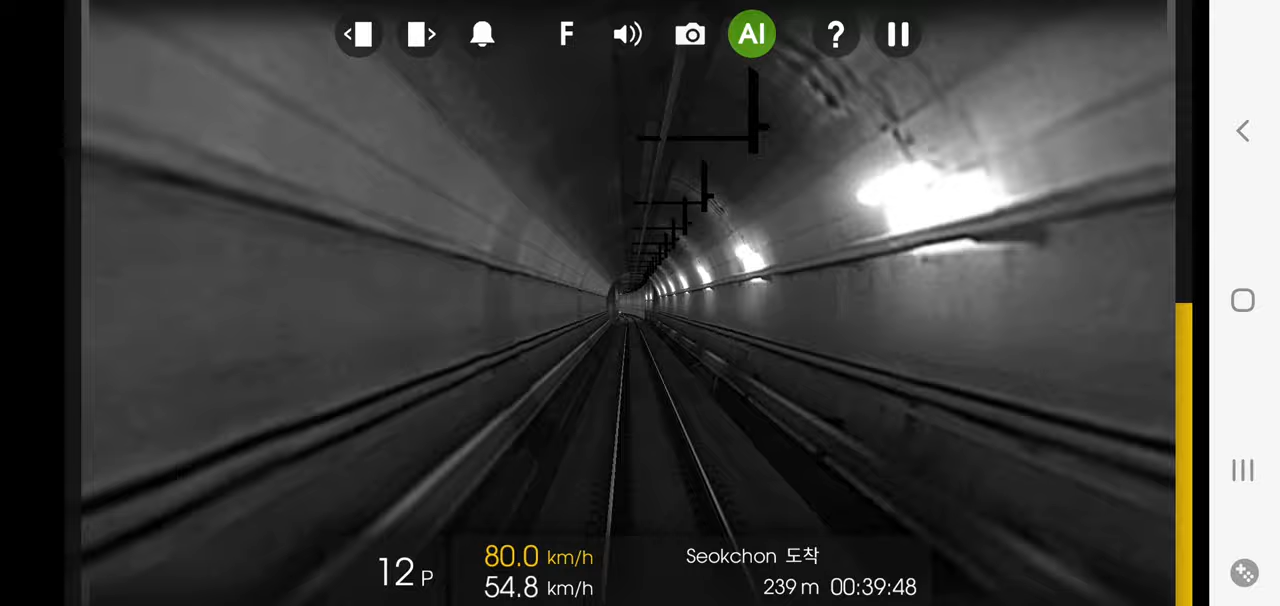 F AI ?
12 P
80.0 km/h
54.8 km/h
Seokchon 도착
239 m 00:39:48